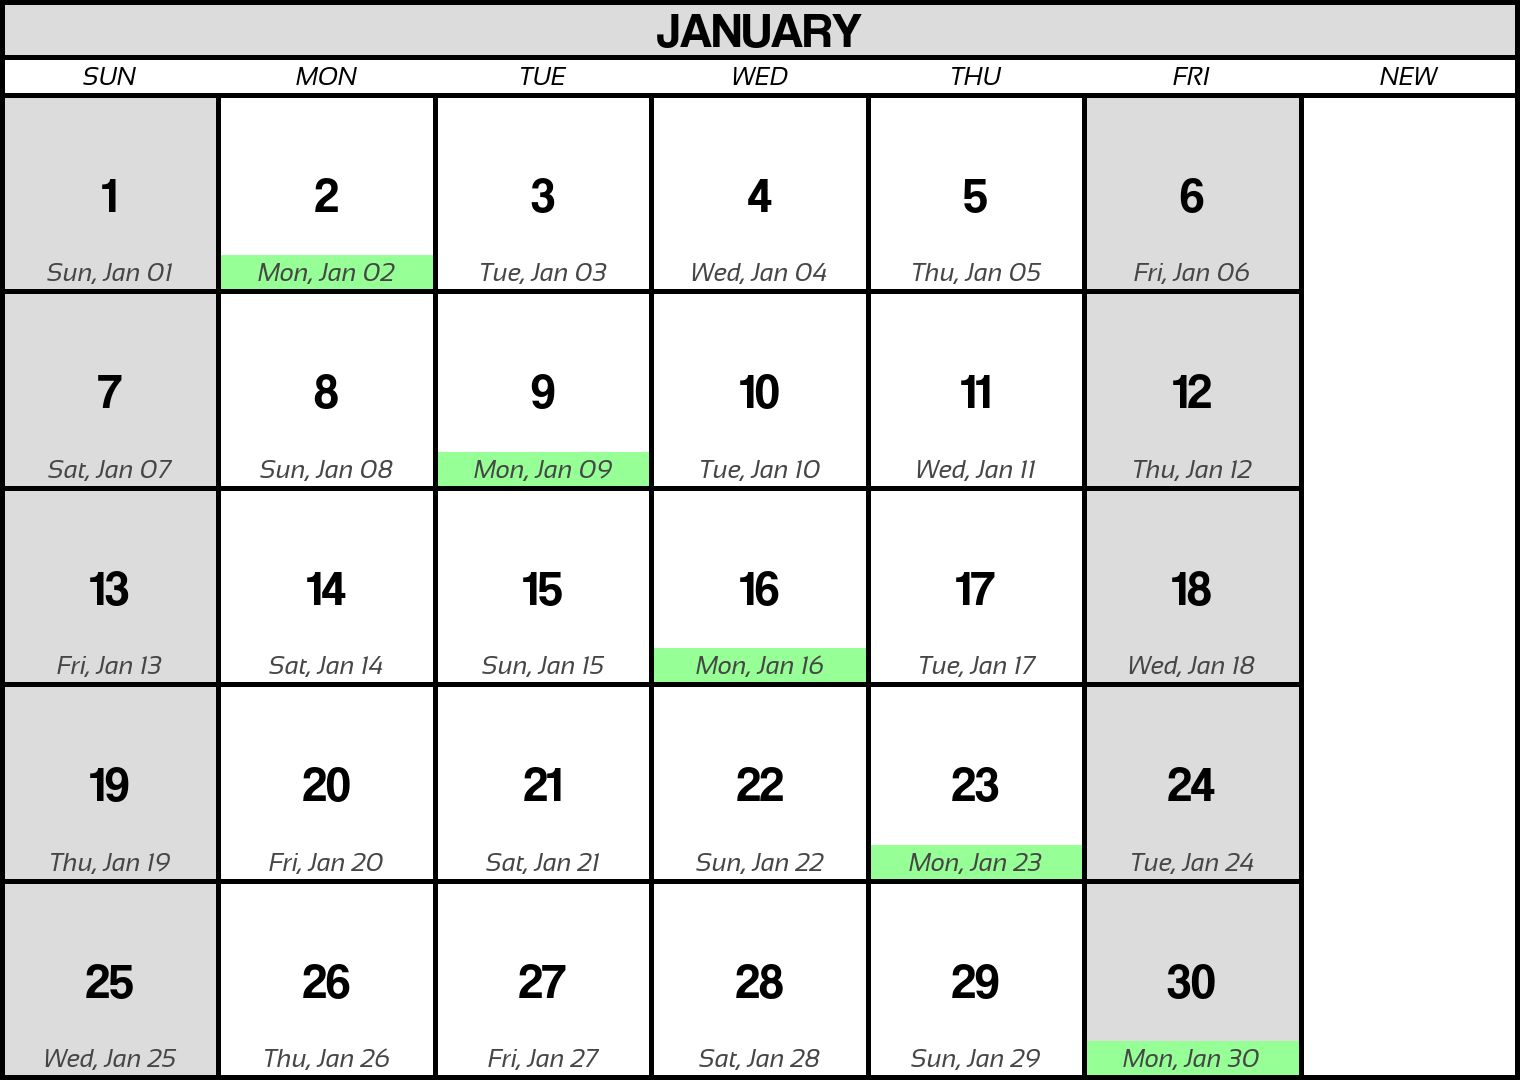 JANUARY
SUN MON TUE WED THU FRI NEW
1 2 3 4 5 6
Sun, Jan 01 Mon, Jan 02 Tue, Jan 03 Wed, Jan 04 Thu, Jan 05 Fri, Jan 06
7 8 9 10 11 12
Sat, Jan 07 Sun, Jan 08 Mon, Jan 09 Tue, Jan 10 Wed, Jan 11 Thu, Jan 12
13 14 15 16 17 18
Fri, Jan 13 Sat, Jan 14 Sun, Jan 15 Mon, Jan 16 Tue, Jan 17 Wed, Jan 18
19 20 21 22 23 24
Thu, Jan 19 Fri, Jan 20 Sat, Jan 21 Sun, Jan 22 Mon, Jan 23 Tue, Jan 24
25 26 27 28 29 30
Wed, Jan 25 Thu, Jan 26 Fri, Jan 27 Sat, Jan 28 Sun, Jan 29 Mon, Jan 30